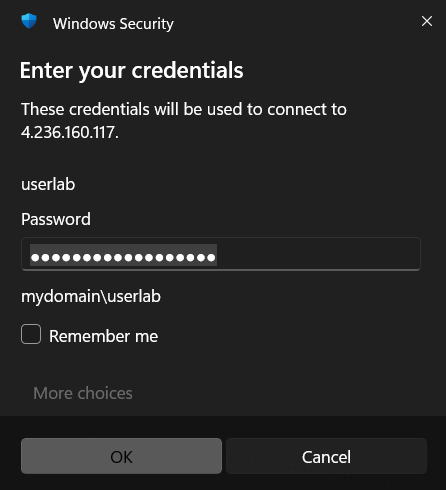 Windows Security
Enter your credentials
These credentials will be used to connect to
4.236.160.117.
userlab
Password
••••••••••••••••••
mydomain\userlab
Remember me
More choices
OK
Cancel